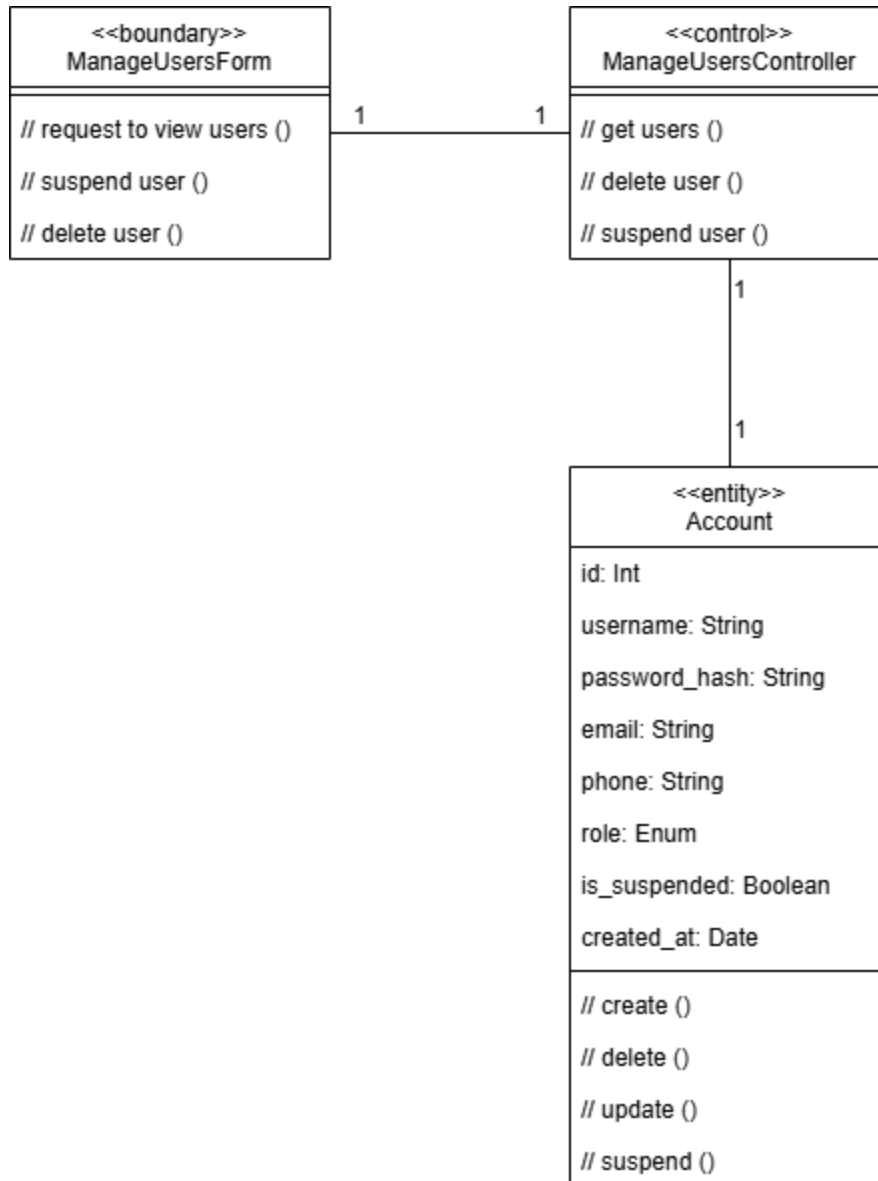 <<boundary>>
ManageUsersForm
// request to view users ()
// suspend user ()
// delete user ()
1
1
<<control>>
ManageUsersController
// get users ()
// delete user ()
// suspend user ()
1
1
<<entity>>
Account
id: Int
username: String
password_hash: String
email: String
phone: String
role: Enum
is_suspended: Boolean
created_at: Date
// create ()
// delete ()
// update ()
// suspend ()